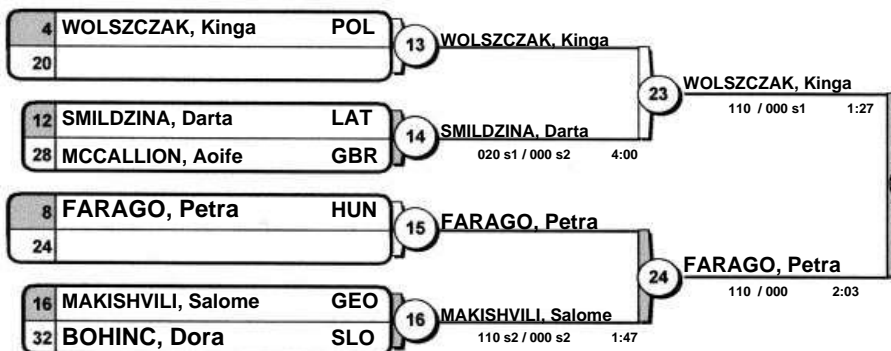 4 WOLSZCZAK, Kinga POL
20
13
WOLSZCZAK, Kinga
12 SMILDZINA, Darta LAT
28 MCCALLION, Aoife GBR
14
SMILDZINA, Darta
020 s1 / 000 s2 4:00
23
WOLSZCZAK, Kinga
110 / 000 s1 1:27
8 FARAGO, Petra HUN
24
15
FARAGO, Petra
16 MAKISHVILI, Salome GEO
32 BOHINC, Dora SLO
16
MAKISHVILI, Salome
110 s2 / 000 s2 1:47
24
FARAGO, Petra
110 / 000 2:03